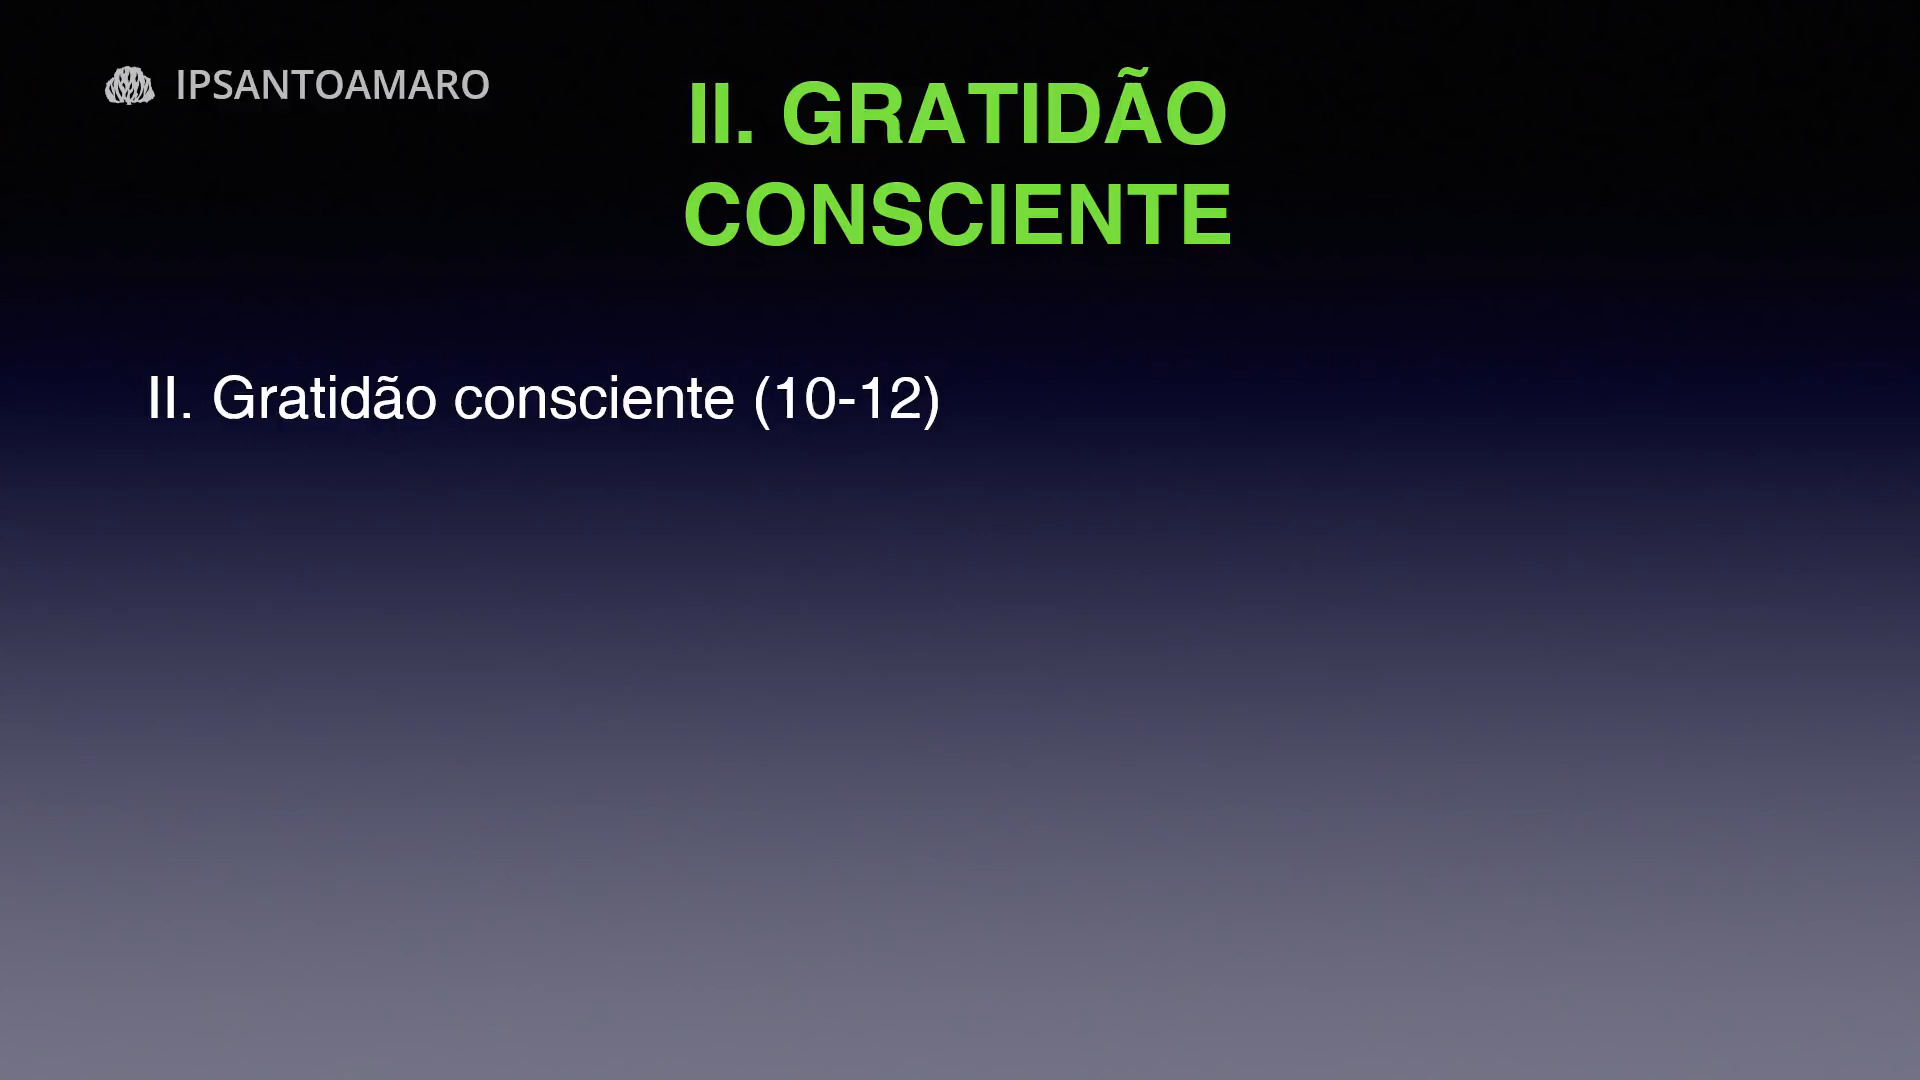 IPSANTOAMARO
II. GRATIDÃO
CONSCIENTE
II. Gratidão consciente (10-12)